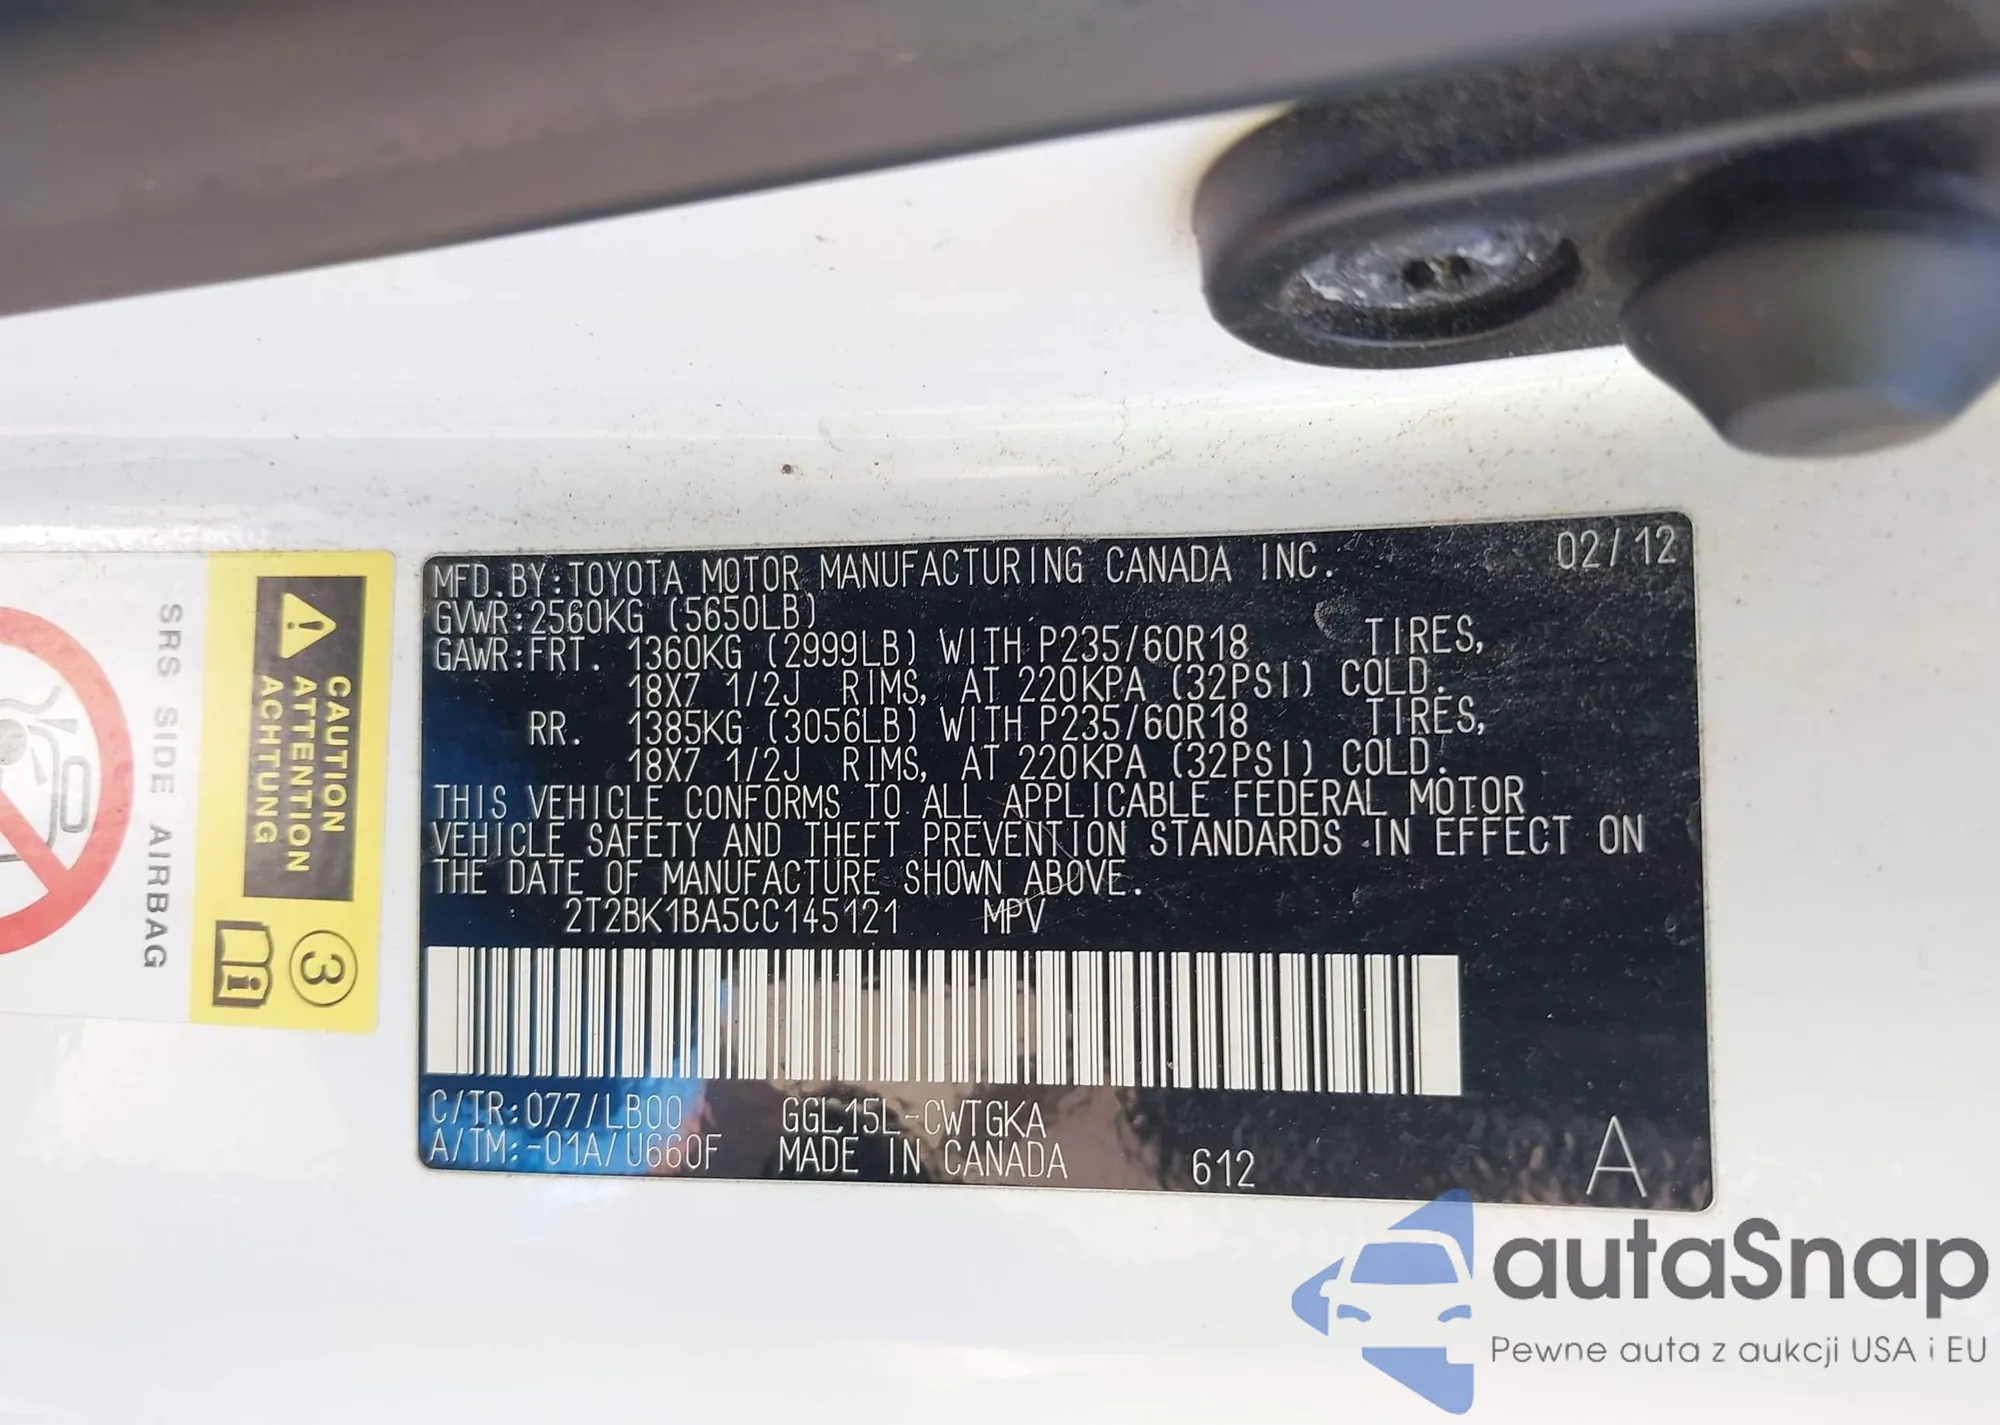 MFD.BY:TOYOTA MOTOR MANUFACTURING CANADA INC. 02/12
GVWR:2560KG (5650LB)
GAWR:FRT. 1360KG (2999LB) WITH P235/60R18 TIRES,
18X7 1/2J RIMS, AT 220KPA (32PSI) COLD.
RR. 1385KG (3056LB) WITH P235/60R18 TIRES,
18X7 1/2J RIMS, AT 220KPA (32PSI) COLD.
THIS VEHICLE CONFORMS TO ALL APPLICABLE FEDERAL MOTOR
VEHICLE SAFETY AND THEFT PREVENTION STANDARDS IN EFFECT ON
THE DATE OF MANUFACTURE SHOWN ABOVE.
2T2BK1BA5CC145121 MPV
C/TR:077/LB00 GGL15L-CWTGKA
A/TM:-01A/U660F MADE IN CANADA 612 A
CAUTION
ATTENTION
ACHTUNG
3
SRS SIDE AIRBAG
autaSnap
Pewne auta z aukcji USA i EU